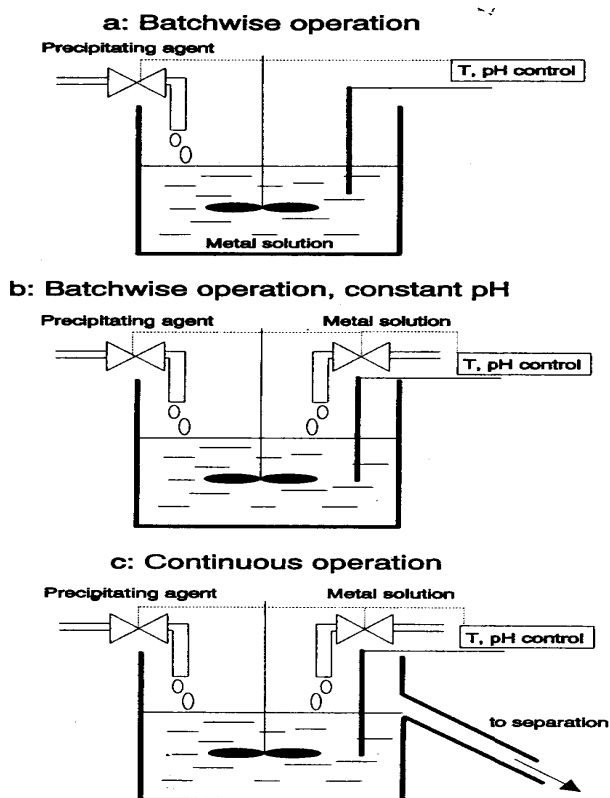 a: Batchwise operation
Precipitating agent
T, pH control
Metal solution
b: Batchwise operation, constant pH
Precipitating agent Metal solution
T, pH control
c: Continuous operation
Precipitating agent Metal solution
T, pH control
to separation